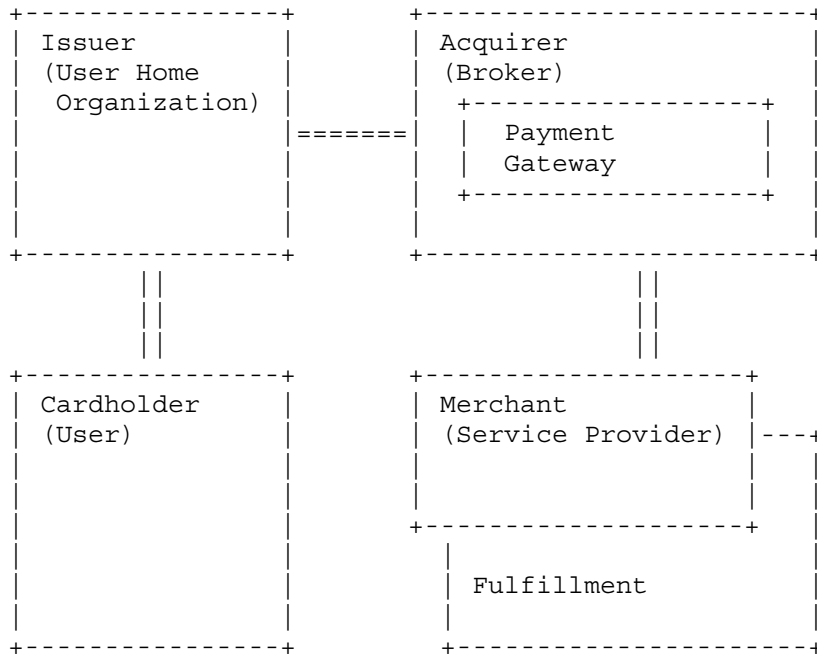 Issuer
(User Home
Organization)
Acquirer
(Broker)
Payment
Gateway
=======
Cardholder
(User)
Merchant
(Service Provider)
Fulfillment